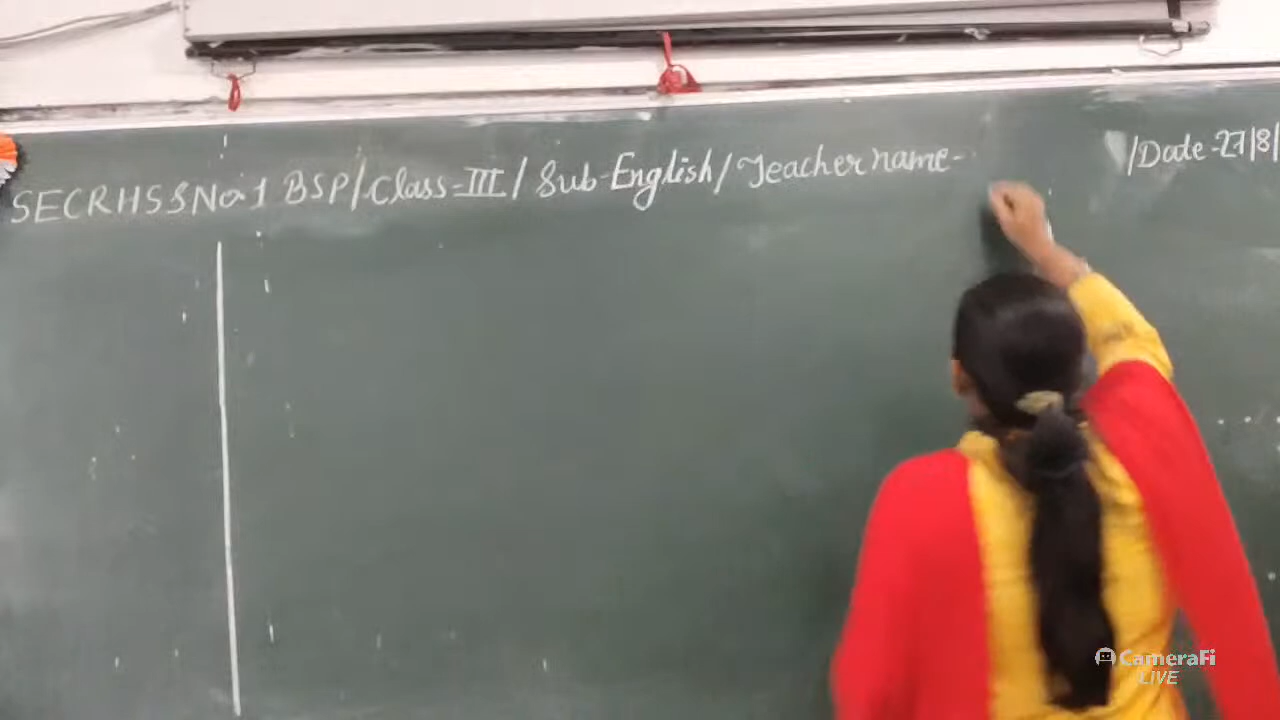 SECRHSS No 1 BSP/Class-III/Sub-English/Teacher name- /Date-27/8/
CameraFi
LIVE